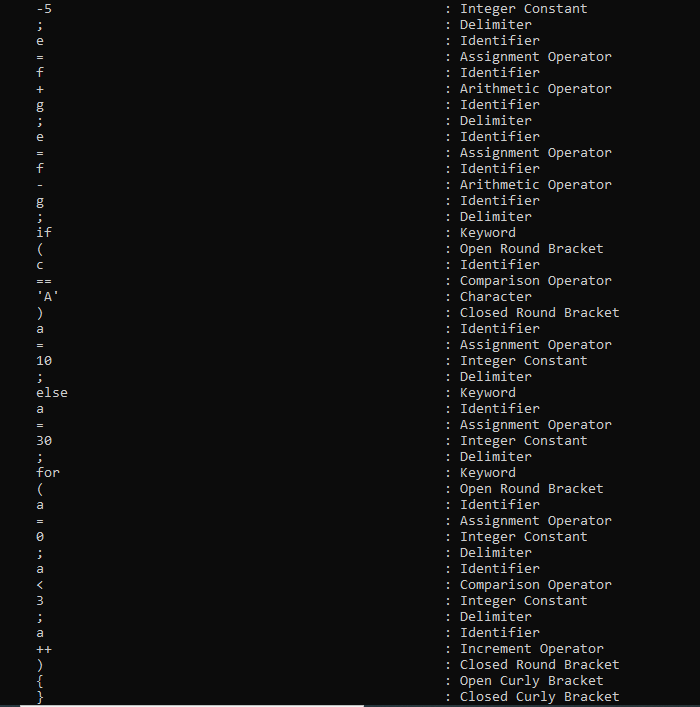 -5 : Integer Constant
; : Delimiter
e : Identifier
= : Assignment Operator
f : Identifier
+ : Arithmetic Operator
g : Identifier
; : Delimiter
e : Identifier
= : Assignment Operator
f : Identifier
- : Arithmetic Operator
g : Identifier
; : Delimiter
if : Keyword
( : Open Round Bracket
c : Identifier
== : Comparison Operator
'A' : Character
) : Closed Round Bracket
a : Identifier
= : Assignment Operator
10 : Integer Constant
; : Delimiter
else : Keyword
a : Identifier
= : Assignment Operator
30 : Integer Constant
; : Delimiter
for : Keyword
( : Open Round Bracket
a : Identifier
= : Assignment Operator
0 : Integer Constant
; : Delimiter
a : Identifier
< : Comparison Operator
3 : Integer Constant
; : Delimiter
a : Identifier
++ : Increment Operator
) : Closed Round Bracket
{ : Open Curly Bracket
} : Closed Curly Bracket